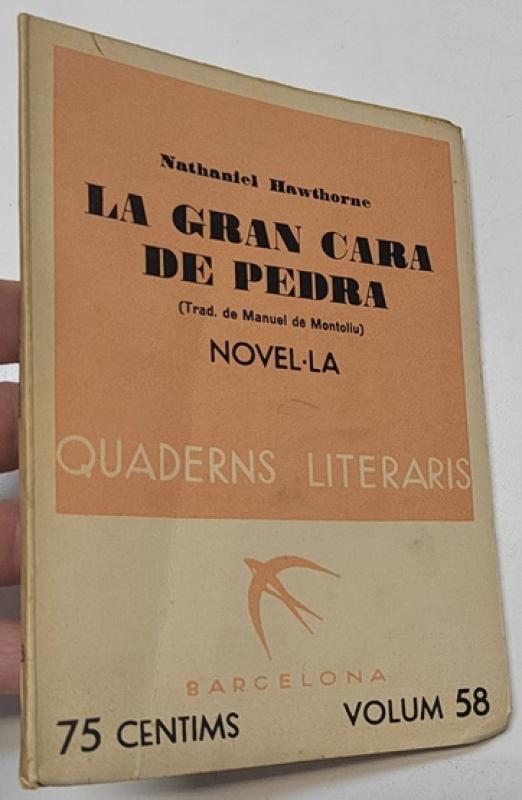 Nathaniel Hawthorne
LA GRAN CARA
DE PEDRA
(Trad. de Manuel de Montoliu)
NOVEL·LA
QUADERNS LITERARIS
BARCELONA
75 CENTIMS
VOLUM 58